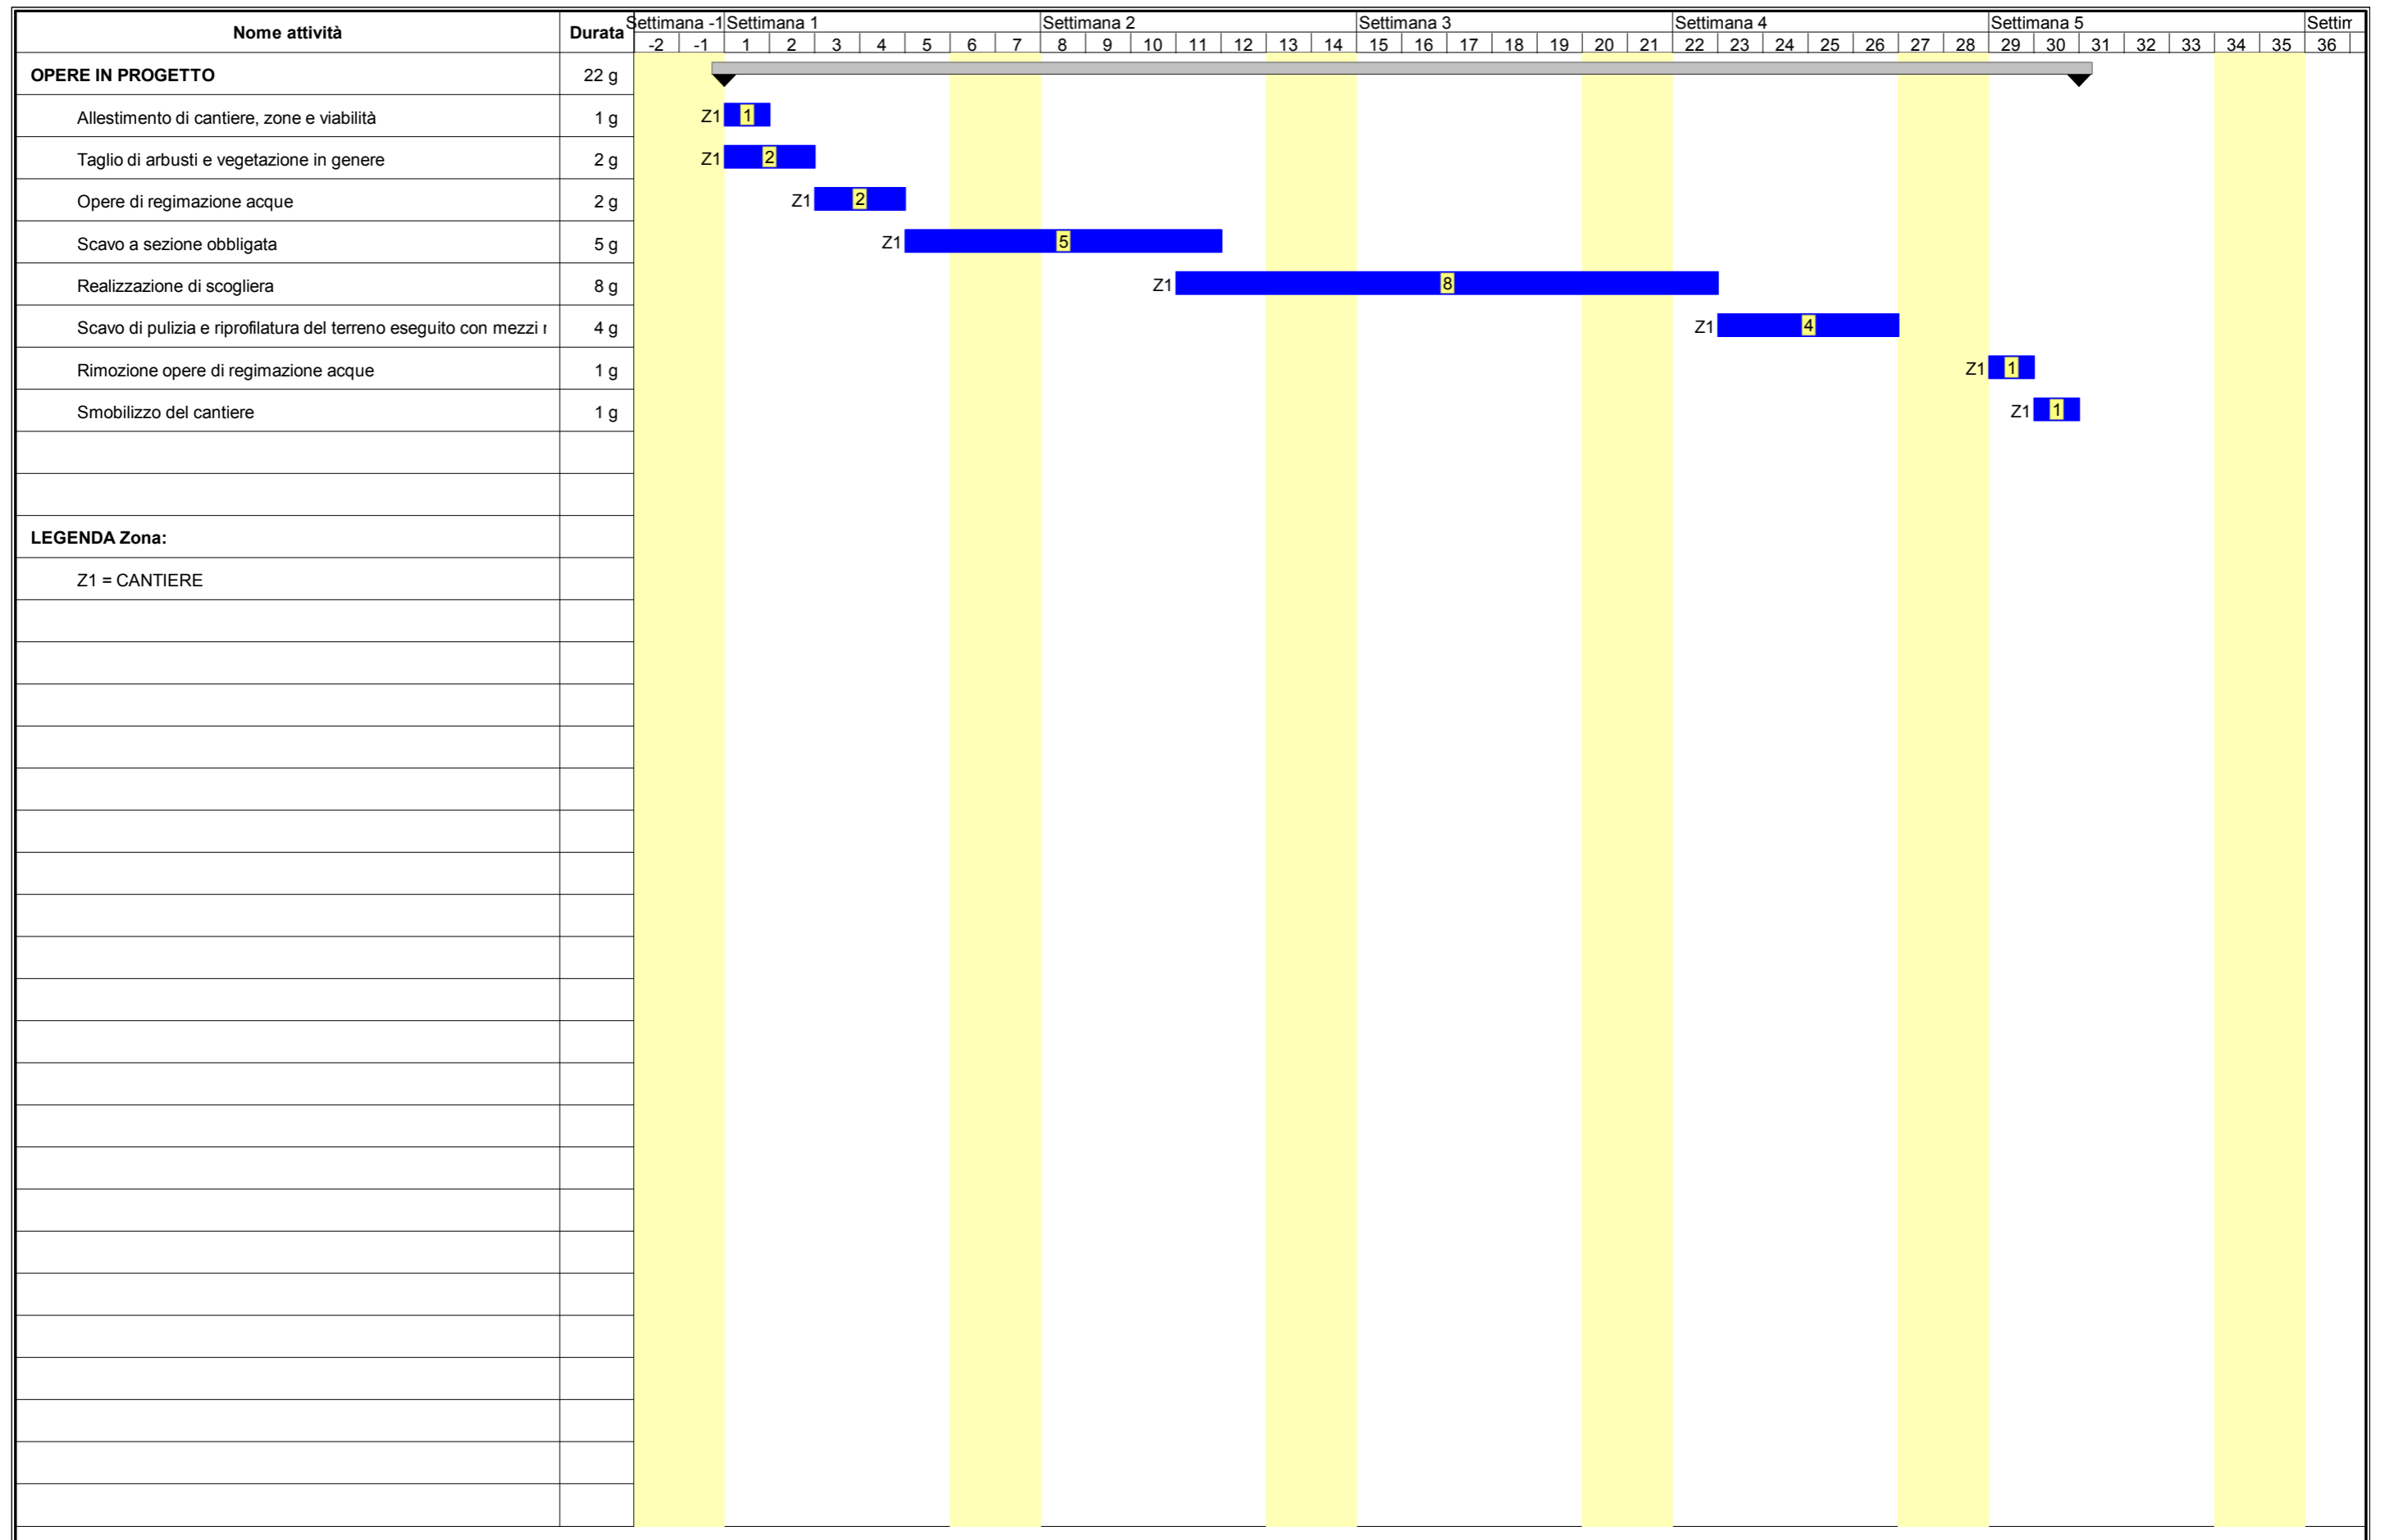 Nome attività Durata Settimana -1 Settimana 1 Settimana 2 Settimana 3 Settimana 4 Settimana 5 Settim
-2 -1 1 2 3 4 5 6 7 8 9 10 11 12 13 14 15 16 17 18 19 20 21 22 23 24 25 26 27 28 29 30 31 32 33 34 35 36
OPERE IN PROGETTO 22 g
Allestimento di cantiere, zone e viabilità 1 g Z1 1
Taglio di arbusti e vegetazione in genere 2 g Z1 2
Opere di regimazione acque 2 g Z1 2
Scavo a sezione obbligata 5 g Z1 5
Realizzazione di scogliera 8 g Z1 8
Scavo di pulizia e riprofilatura del terreno eseguito con mezzi 4 g Z1 4
Rimozione opere di regimazione acque 1 g Z1 1
Smobilizzo del cantiere 1 g Z1 1
LEGENDA Zona:
Z1 = CANTIERE